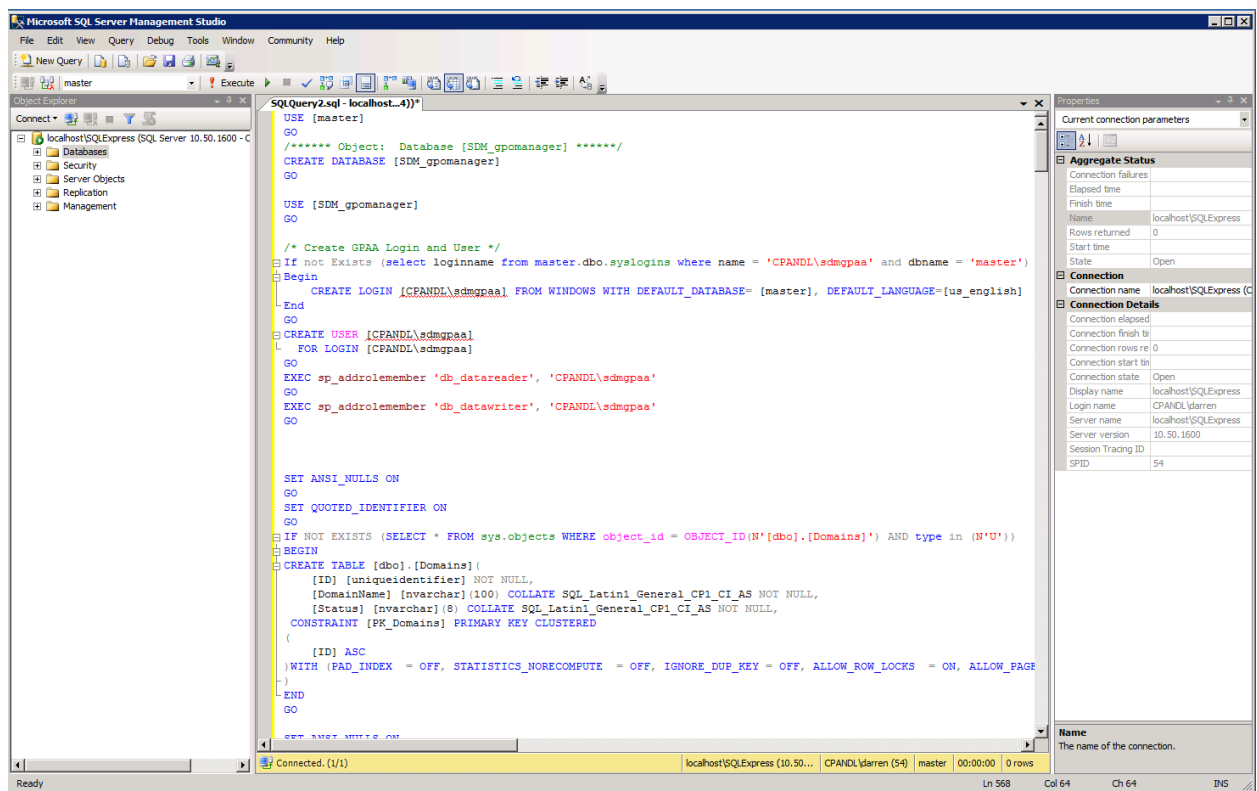 Microsoft SQL Server Management Studio
File Edit View Query Debug Tools Window Community Help
New Query
master
Execute
Object Explorer
Connect
localhost\SQLExpress (SQL Server 10.50.1600 - C
Databases
Security
Server Objects
Replication
Management
SQLQuery2.sql - localhost...4))*
USE [master]
GO
/****** Object:  Database [SDM_gpomanager] ******/
CREATE DATABASE [SDM_gpomanager]
GO
USE [SDM_gpomanager]
GO
/* Create GPAA Login and User */
If not Exists (select loginname from master.dbo.syslogins where name = 'CPANDL\sdmgpaa' and dbname = 'master')
Begin
CREATE LOGIN [CPANDL\sdmgpaa] FROM WINDOWS WITH DEFAULT_DATABASE= [master], DEFAULT_LANGUAGE=[us_english]
End
GO
CREATE USER [CPANDL\sdmgpaa]
FOR LOGIN [CPANDL\sdmgpaa]
GO
EXEC sp_addrolemember 'db_datareader', 'CPANDL\sdmgpaa'
GO
EXEC sp_addrolemember 'db_datawriter', 'CPANDL\sdmgpaa'
GO
SET ANSI_NULLS ON
GO
SET QUOTED_IDENTIFIER ON
GO
IF NOT EXISTS (SELECT * FROM sys.objects WHERE object_id = OBJECT_ID(N'[dbo].[Domains]') AND type in (N'U'))
BEGIN
CREATE TABLE [dbo].[Domains](
[ID] [uniqueidentifier] NOT NULL,
[DomainName] [nvarchar](100) COLLATE SQL_Latin1_General_CP1_CI_AS NOT NULL,
[Status] [nvarchar](8) COLLATE SQL_Latin1_General_CP1_CI_AS NOT NULL,
CONSTRAINT [PK_Domains] PRIMARY KEY CLUSTERED
(
[ID] ASC
)WITH (PAD_INDEX  = OFF, STATISTICS_NORECOMPUTE  = OFF, IGNORE_DUP_KEY = OFF, ALLOW_ROW_LOCKS  = ON, ALLOW_PAGE
)
END
GO
SET ANSI_NULLS ON
Connected. (1/1)
localhost\SQLExpress (10.50... CPANDL\darren (54) master 00:00:00 0 rows
Properties
Current connection parameters
Aggregate Status
Connection failures
Elapsed time
Finish time
Name localhost\SQLExpress
Rows returned 0
Start time
State Open
Connection
Connection name localhost\SQLExpress (C
Connection Details
Connection elapsed
Connection finish tir
Connection rows re 0
Connection start tin
Connection state Open
Display name localhost\SQLExpress
Login name CPANDL\darren
Server name localhost\SQLExpress
Server version 10.50.1600
Session Tracing ID
SPID 54
Name
The name of the connection.
Ready
Ln 568 Col 64 Ch 64 INS